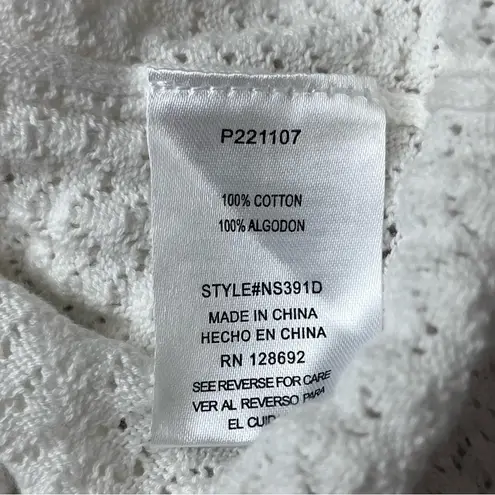 P221107
100% COTTON
100% ALGODON
STYLE#NS391D
MADE IN CHINA
HECHO EN CHINA
RN 128692
SEE REVERSE FOR CARE
VER AL REVERSO PARA
EL